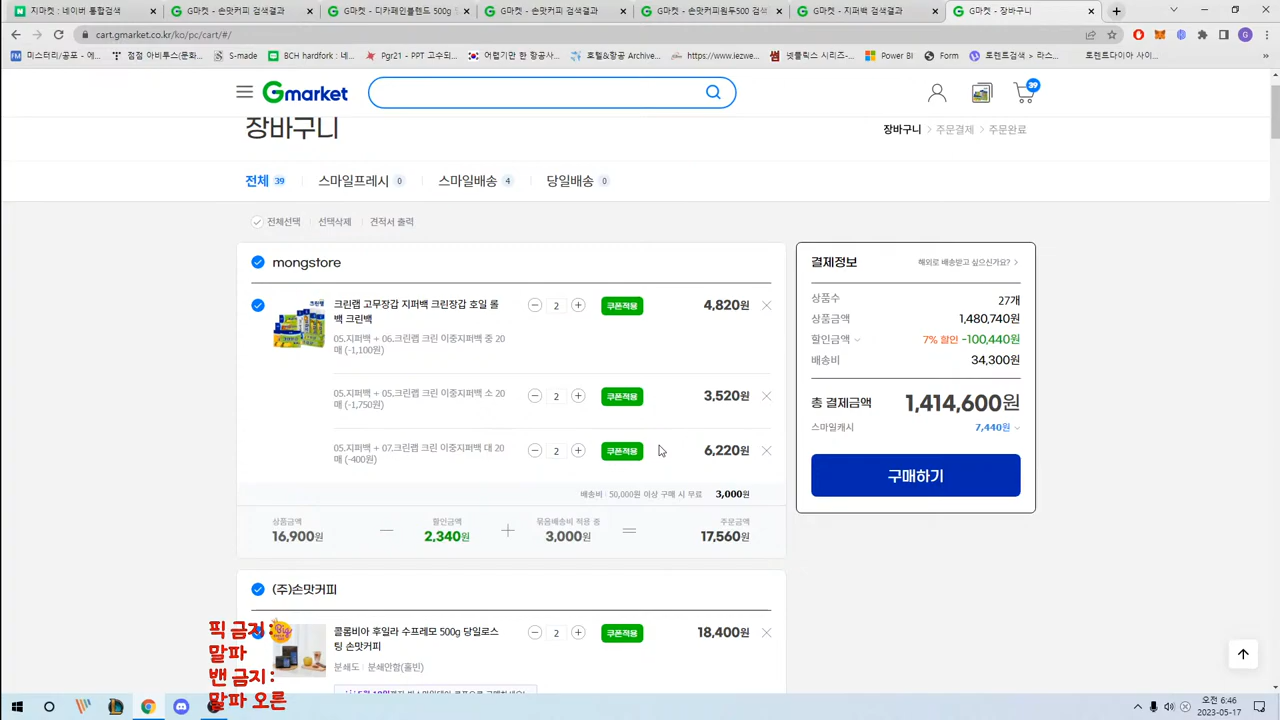 지마켓 : 네이버 통합검색
G마켓 - 손맛커피 검색결과
G마켓 - 디카페인블렌드 500g
G마켓 - 손맛커피 검색결과
G마켓 - 손맛커피 검색결과
G마켓 - 지퍼백 검색결과
G마켓 - 장바구니
cart.gmarket.co.kr/ko/pc/cart/#/
Steemit
BCH Hardfork : 네...
Pgr21 - PPT 고수되...
어렵기만 한 항공사...
호텔&항공 Archive...
https://www.lezwe...
넷플릭스 시리즈...
Power BI
Form
토렌트검색 > 라스...
토렌트다이아 사이...
Gmarket
39
장바구니
장바구니 > 주문결제 > 주문완료
전체 39
스마일프레시 0
스마일배송 4
당일배송 0
전체선택
선택삭제
견적서 출력
mongstore
크린랩 고무장갑 지퍼백 크린장갑 호일 롤
백 크린백
2
쿠폰적용
4,820원
05.지퍼백 + 06.크린랩 크린 이중지퍼백 중 20
매 (-1,100원)
05.지퍼백 + 05.크린랩 크린 이중지퍼백 소 20
매 (-1,750원)
2
쿠폰적용
3,520원
05.지퍼백 + 07.크린랩 크린 이중지퍼백 대 20
매 (-400원)
2
쿠폰적용
6,220원
배송비 : 50,000원 이상 구매 시 무료 3,000원
상품금액
16,900원
할인금액
2,340원
묶음배송비 적용 중
3,000원
주문금액
17,560원
(주)손맛커피
콜롬비아 후일라 수프레모 500g 당일로스
팅 손맛커피
2
쿠폰적용
18,400원
분쇄도 : 분쇄안함(홀빈)
결제정보
해외로 배송받고 싶으신가요? >
상품수 27개
상품금액 1,480,740원
할인금액 7% 할인 -100,440원
배송비 34,300원
총 결제금액 1,414,600원
스마일캐시 7,440원
구매하기
픽 금지 :
말파
밴 금지 :
말파 오른
오전 6:46
2023-05-17